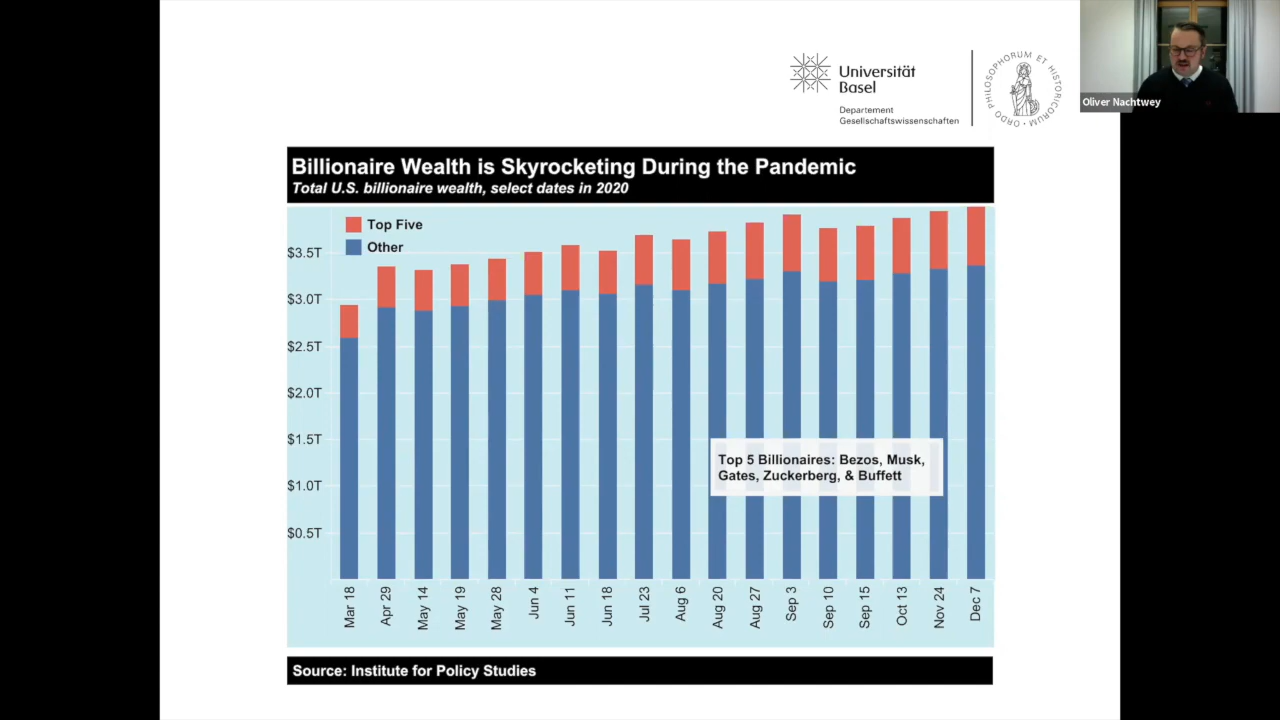 Universität
Basel
Departement
Gesellschaftswissenschaften
PHILOSOPHORUM ET HISTORICORUM · ORDO
Oliver Nachtwey
Billionaire Wealth is Skyrocketing During the Pandemic
Total U.S. billionaire wealth, select dates in 2020
Top Five
Other
$3.5T
$3.0T
$2.5T
$2.0T
$1.5T
$1.0T
$0.5T
Top 5 Billionaires: Bezos, Musk,
Gates, Zuckerberg, & Buffett
Mar 18
Apr 29
May 14
May 19
May 28
Jun 4
Jun 11
Jun 18
Jul 23
Aug 6
Aug 20
Aug 27
Sep 3
Sep 10
Sep 15
Oct 13
Nov 24
Dec 7
Source: Institute for Policy Studies